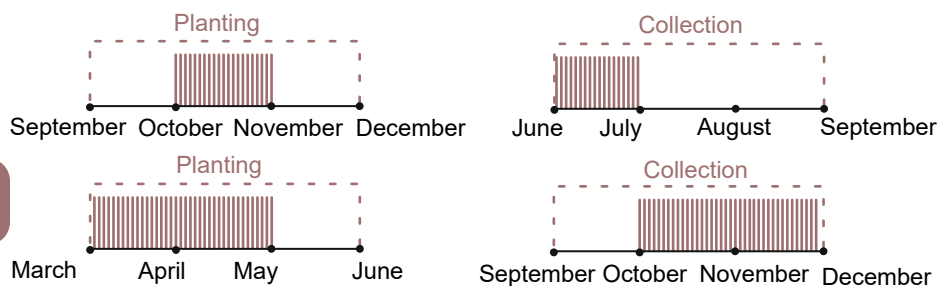 Planting
Collection
September October November December
June July August September
Planting
Collection
March April May June
September October November December